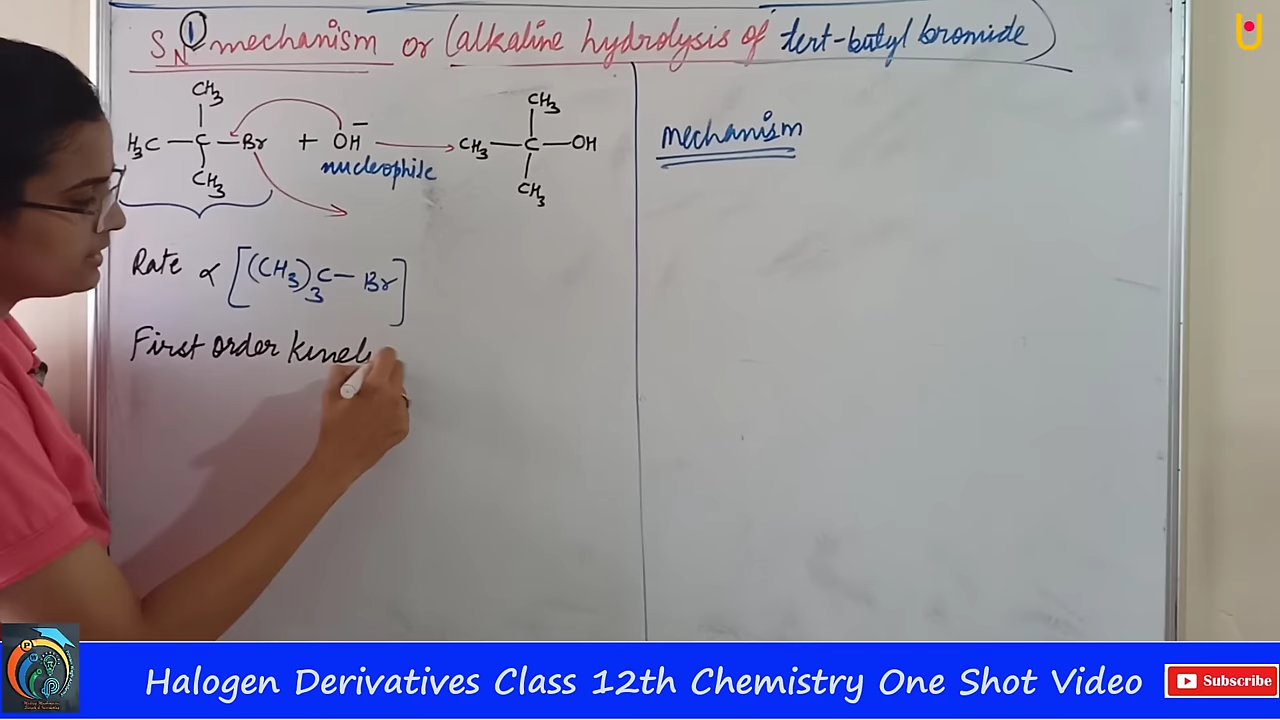 SN1 mechanism or (alkaline hydrolysis of tert-butyl bromide)
CH3
H3C — C — Br + OH⁻ ⟶ CH3 — C — OH
CH3
nucleophile
CH3
CH3
Rate ∝ [(CH3)3C — Br]
First order kineti
mechanism
Halogen Derivatives Class 12th Chemistry One Shot Video
Subscribe